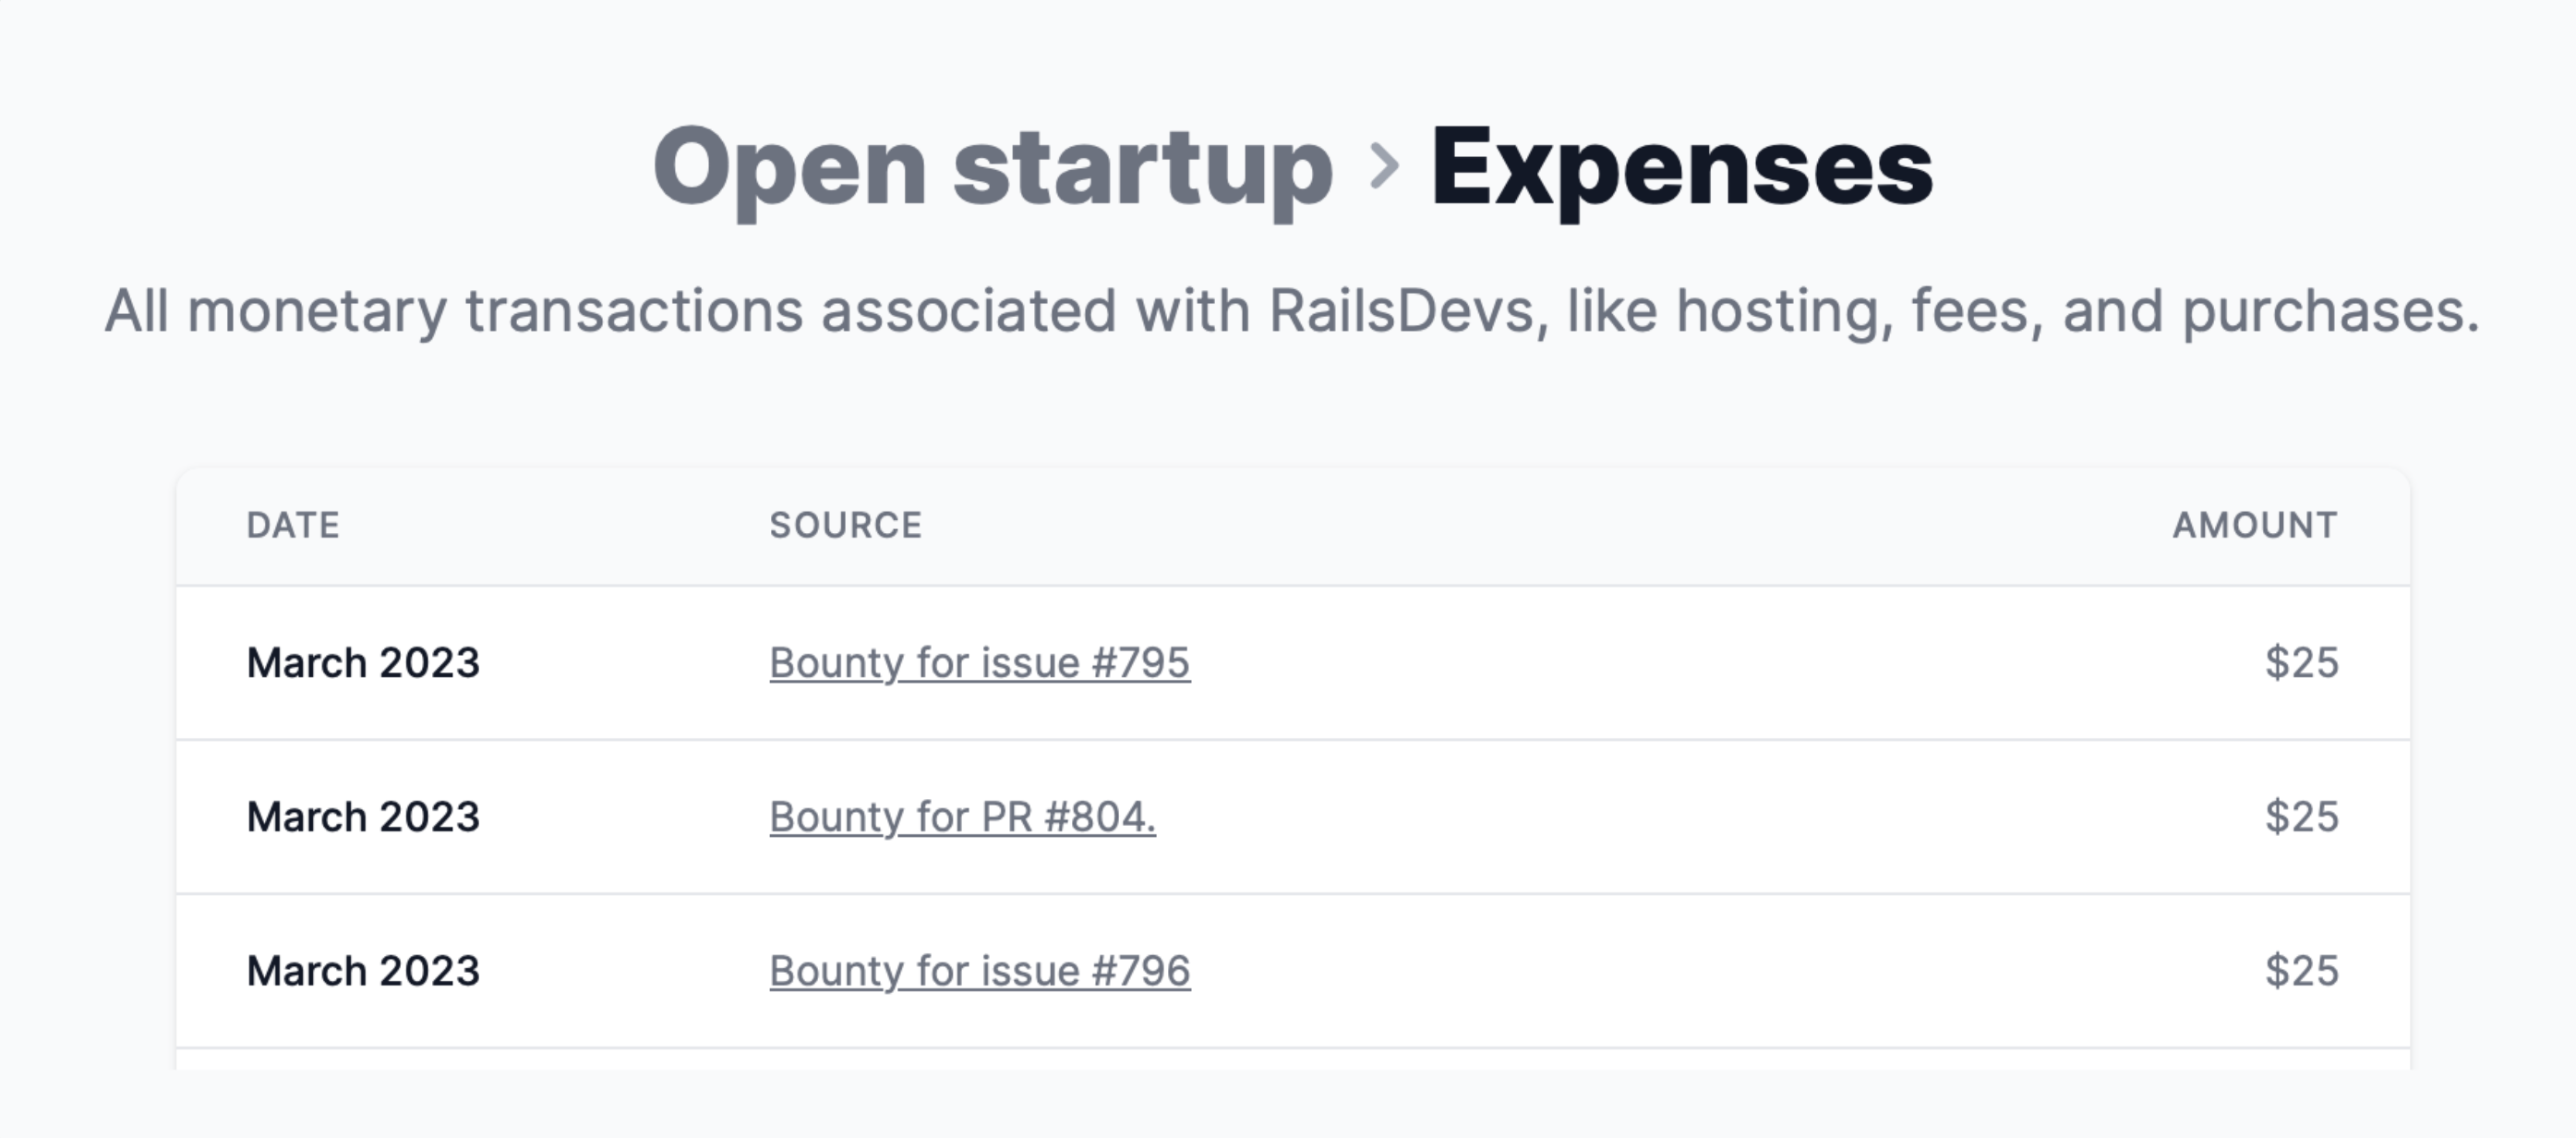 Open startup > Expenses
All monetary transactions associated with RailsDevs, like hosting, fees, and purchases.
DATE SOURCE AMOUNT
March 2023 Bounty for issue #795 $25
March 2023 Bounty for PR #804. $25
March 2023 Bounty for issue #796 $25